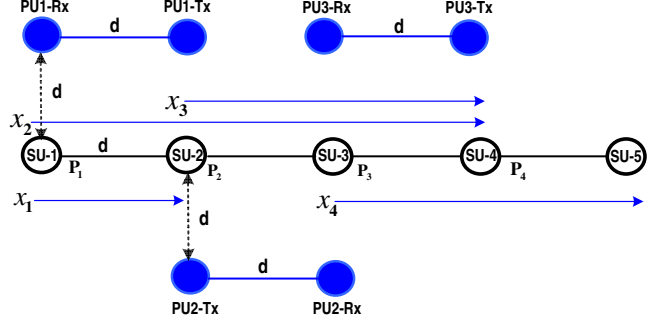 PU1-Rx PU1-Tx PU3-Rx PU3-Tx
d d
d
x3
x2
d
SU-1 SU-2 SU-3 SU-4 SU-5
P1 P2 P3 P4
x1 x4
d
d
PU2-Tx PU2-Rx